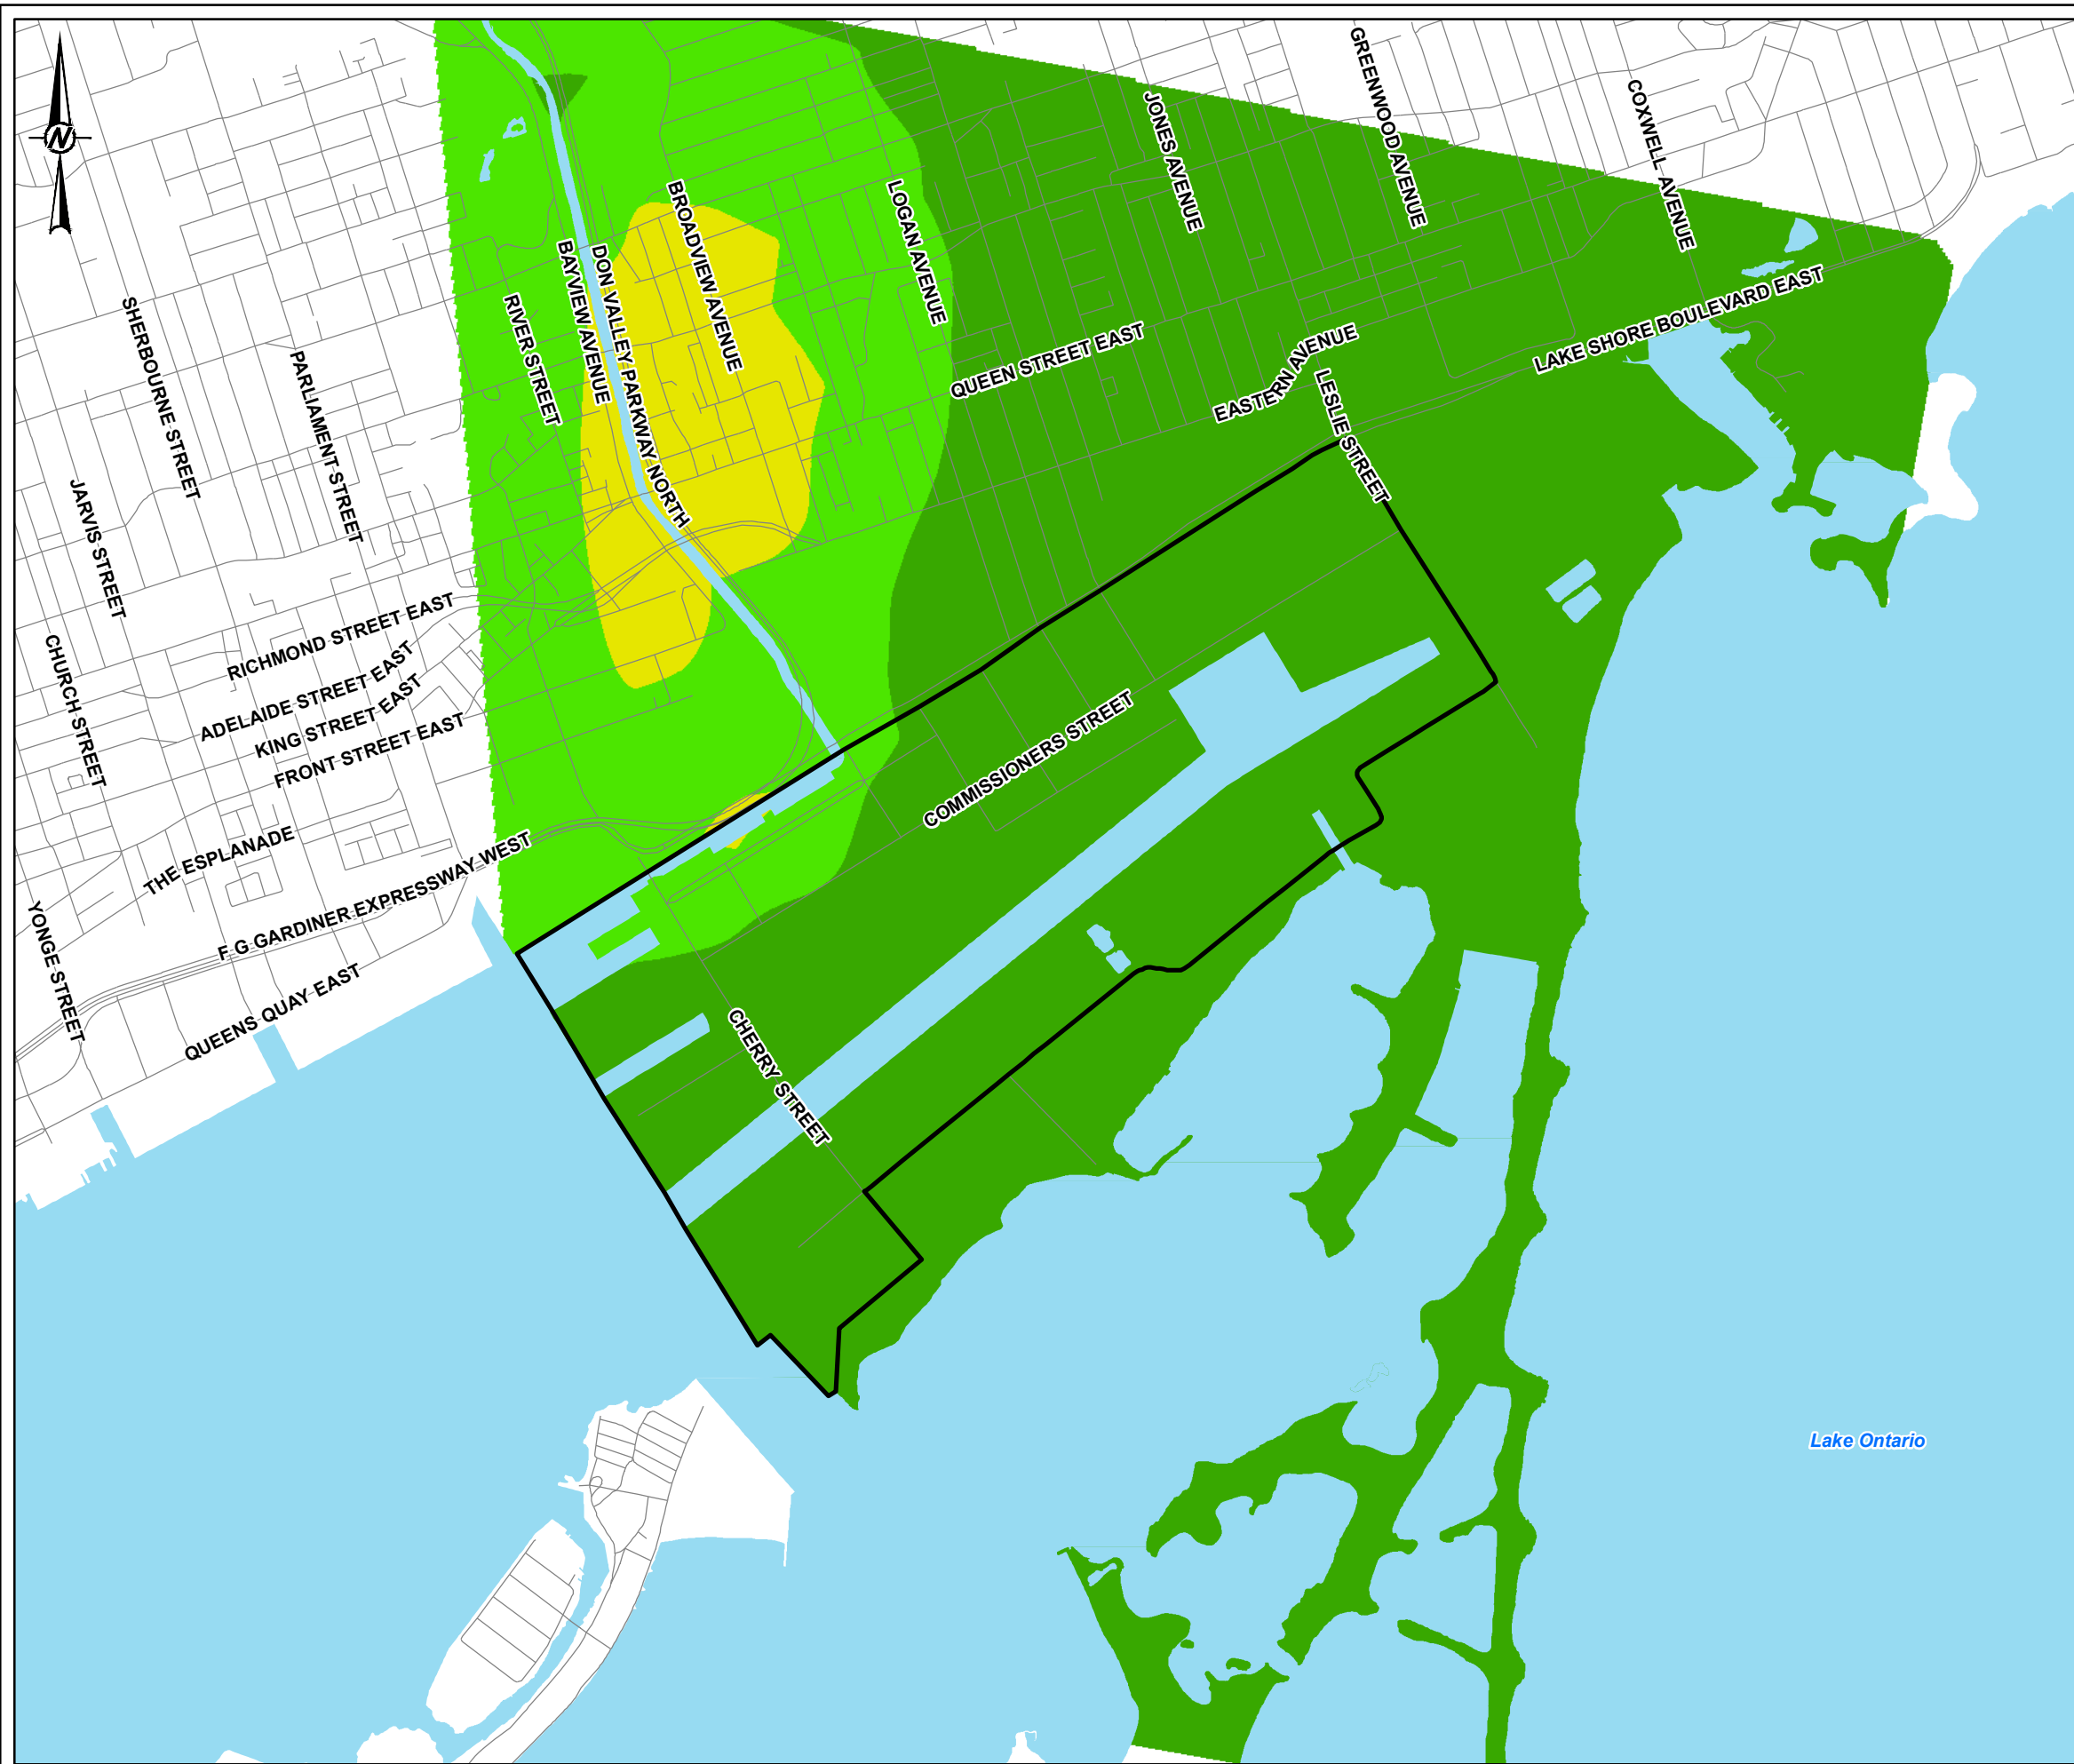 N
GREENWOOD AVENUE
COXWELL AVENUE
JONES AVENUE
BROADVIEW AVENUE
LOGAN AVENUE
BAYVIEW AVENUE
DON VALLEY PARKWAY NORTH
RIVER STREET
SHERBOURNE STREET
PARLIAMENT STREET
QUEEN STREET EAST
EASTERN AVENUE
LAKE SHORE BOULEVARD EAST
LESLIE STREET
JARVIS STREET
CHURCH STREET
RICHMOND STREET EAST
ADELAIDE STREET EAST
KING STREET EAST
FRONT STREET EAST
COMMISSIONERS STREET
THE ESPLANADE
F G GARDINER EXPRESSWAY WEST
YONGE STREET
QUEENS QUAY EAST
CHERRY STREET
Lake Ontario